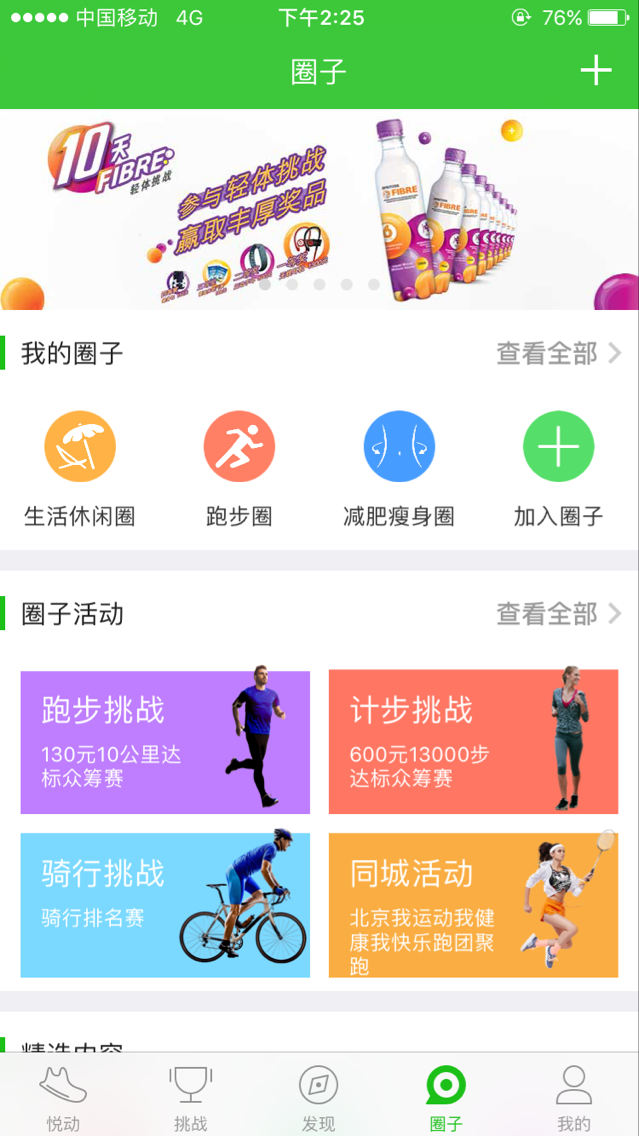 中国移动 4G 下午2:25 76%
圈子
10天
FIBRE
轻体挑战
参与轻体挑战
赢取丰厚奖品
FIBRE
FIBRE
我的圈子 查看全部
生活休闲圈 跑步圈 减肥瘦身圈 加入圈子
圈子活动 查看全部
跑步挑战
130元10公里达
标众筹赛
计步挑战
600元13000步
达标众筹赛
骑行挑战
骑行排名赛
同城活动
北京我运动我健
康我快乐跑团聚
跑
精选内容
悦动 挑战 发现 圈子 我的